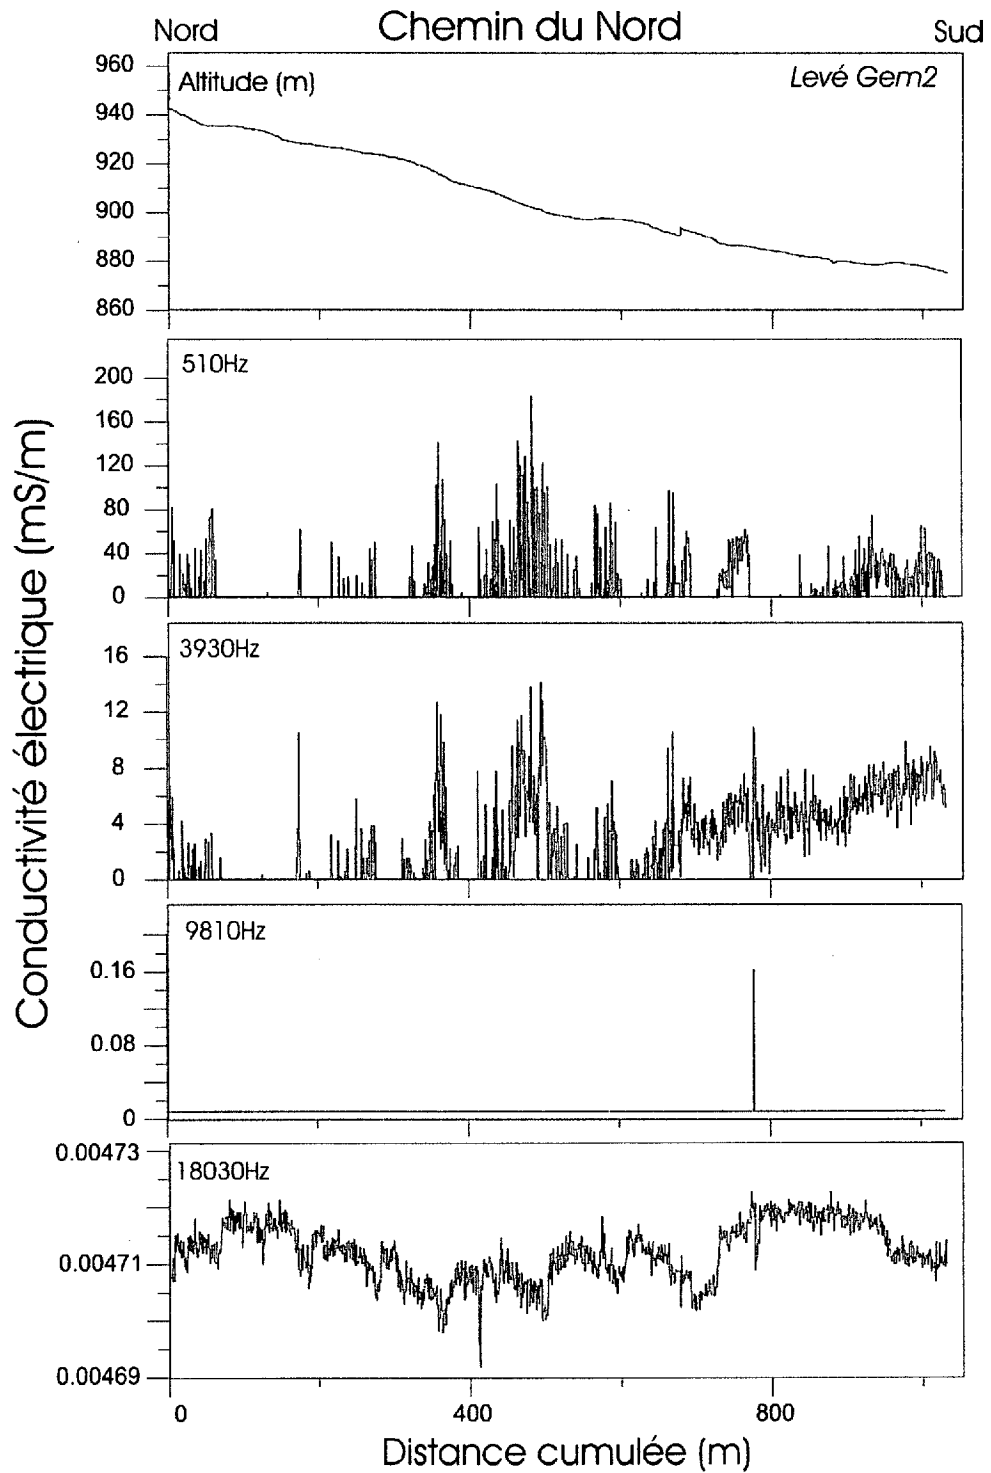 Nord Chemin du Nord Sud
960
Altitude (m) Levé Gem2
940
920
900
880
860
510Hz
200
160
120
80
40
0
3930Hz
16
12
8
4
0
9810Hz
0.16
0.08
0
0.00473
18030Hz
0.00471
0.00469
Conductivité électrique (mS/m)
0 400 800
Distance cumulée (m)